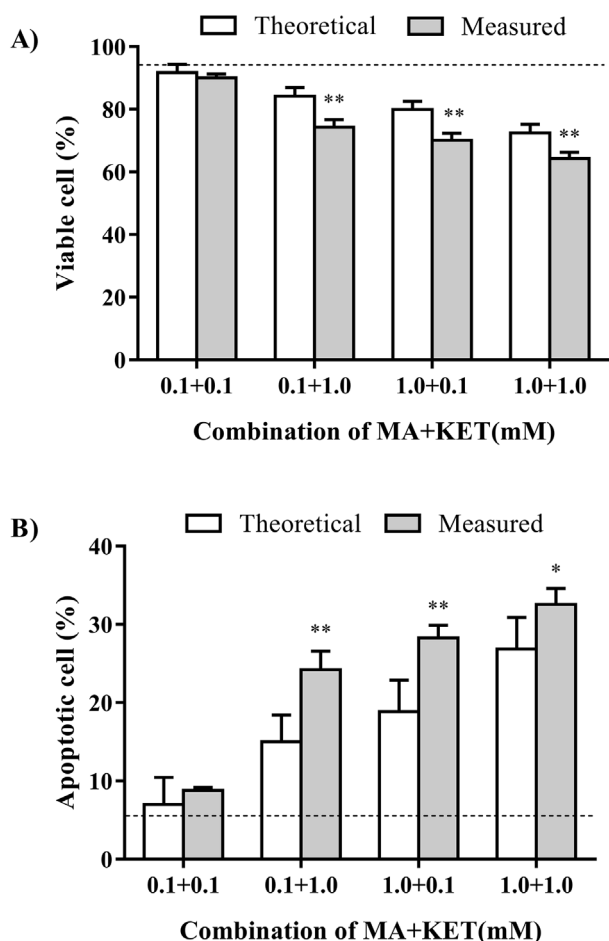 A)
Theoretical Measured
100
80
60
40
20
0
Viable cell (%)
** ** **
0.1+0.1 0.1+1.0 1.0+0.1 1.0+1.0
Combination of MA+KET(mM)
B)
Theoretical Measured
40
30
20
10
0
Apoptotic cell (%)
** ** *
0.1+0.1 0.1+1.0 1.0+0.1 1.0+1.0
Combination of MA+KET(mM)